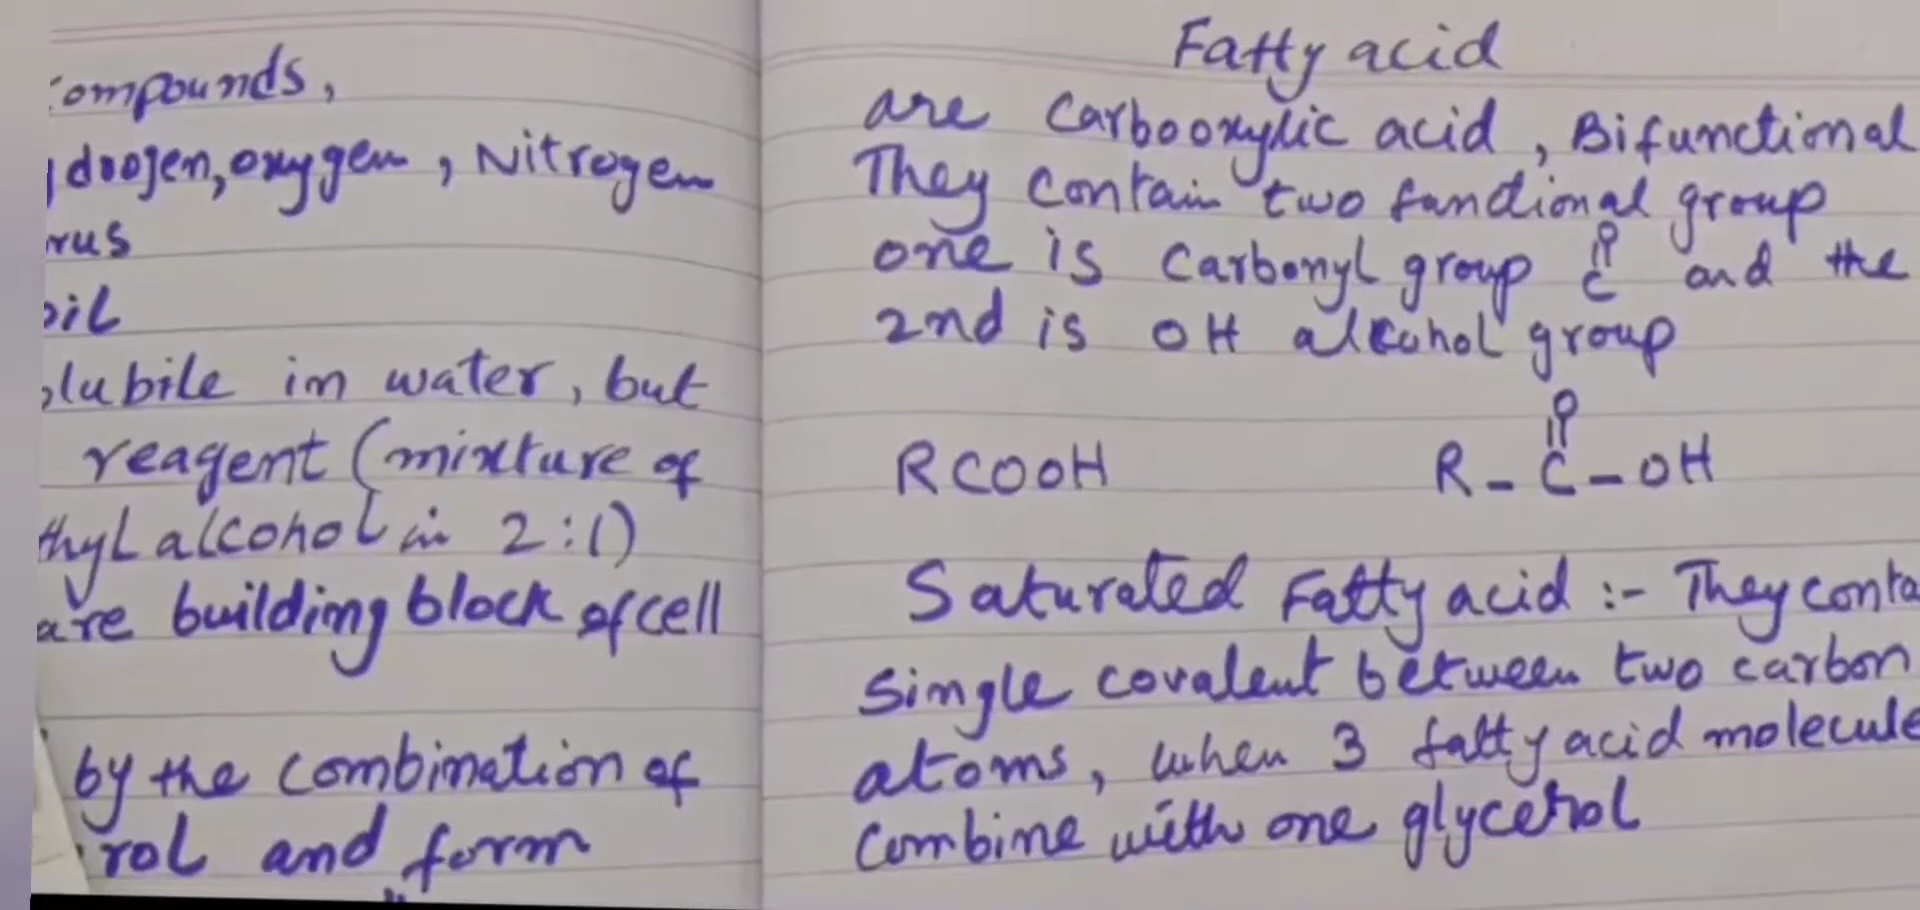 compounds,
drogen, oxygen, Nitrogen
rus
oil
olubile in water, but
reagent (mixture of
thyl alcohol in 2:1)
are building block of cell
by the combination of
rol and form
Fatty acid
are Carbooxylic acid, Bifunctional
They contain two functional group
one is Carbonyl group O || C and the
2nd is OH alcohol group
RCOOH
O
||
R - C - OH
Saturated Fatty acid :- They conta
single covalent between two carbon
atoms, when 3 fatty acid molecule
combine with one glycerol